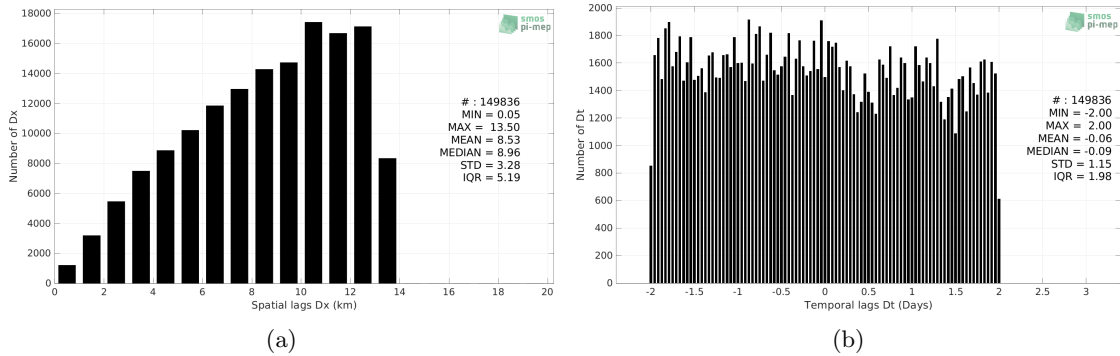 18000
16000
14000
12000
10000
8000
6000
4000
2000
0
Number of Dx
smos
pi-mep
# : 149836
MIN = 0.05
MAX = 13.50
MEAN = 8.53
MEDIAN = 8.96
STD = 3.28
IQR = 5.19
0 2 4 6 8 10 12 14 16 18 20
Spatial lags Dx (km)
(a)
2000
1800
1600
1400
1200
1000
800
600
400
200
0
Number of Dt
smos
pi-mep
# : 149836
MIN = -2.00
MAX = 2.00
MEAN = -0.06
MEDIAN = -0.09
STD = 1.15
IQR = 1.98
-2 -1.5 -1 -0.5 0 0.5 1 1.5 2 2.5 3
Temporal lags Dt (Days)
(b)